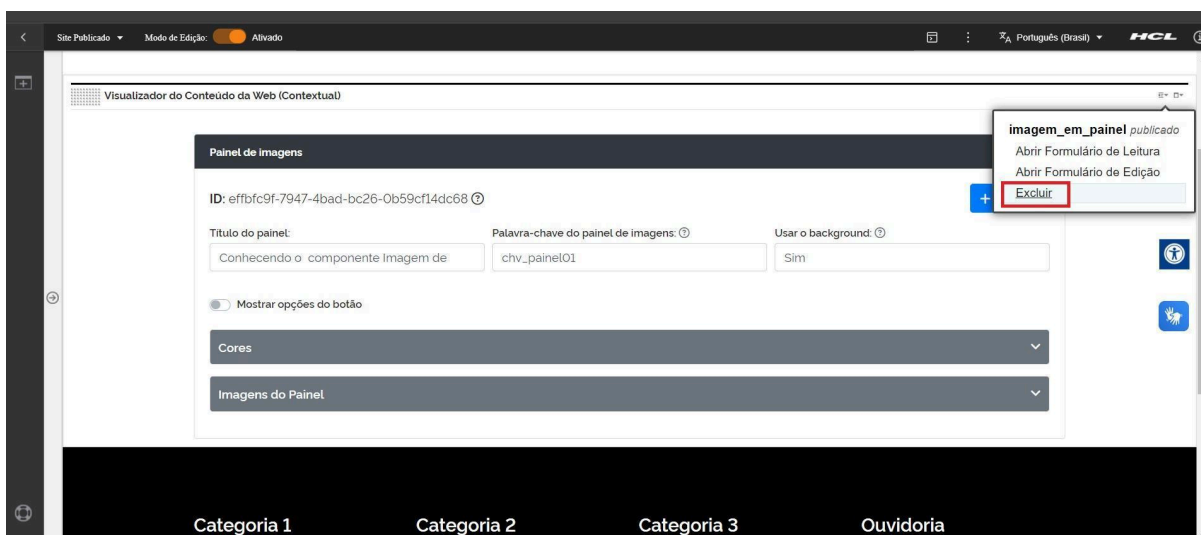 Site Publicado Modo de Edição: Ativado Português (Brasil) HCL
Visualizador do Conteúdo da Web (Contextual)
imagem_em_painel publicado
Abrir Formulário de Leitura
Abrir Formulário de Edição
Excluir
Painel de imagens
ID: effbfc9f-7947-4bad-bc26-0b59cf14dc68
+
Título do painel: Palavra-chave do painel de imagens: Usar o background:
Conhecendo o componente Imagem de chv_painel01 Sim
Mostrar opções do botão
Cores
Imagens do Painel
Categoria 1 Categoria 2 Categoria 3 Ouvidoria